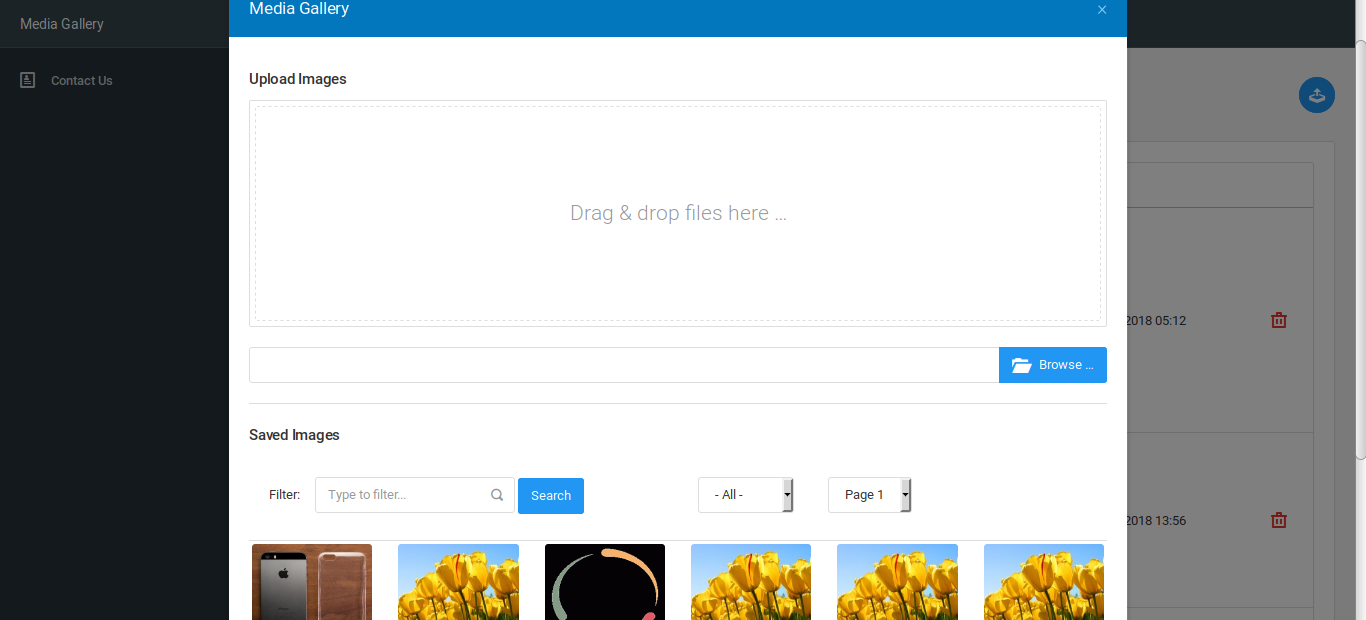 Media Gallery
Media Gallery
×
Contact Us
Upload Images
Drag & drop files here ...
2018 05:12
Browse ...
Saved Images
Filter:
Type to filter...
Search
- All -
Page 1
2018 13:56